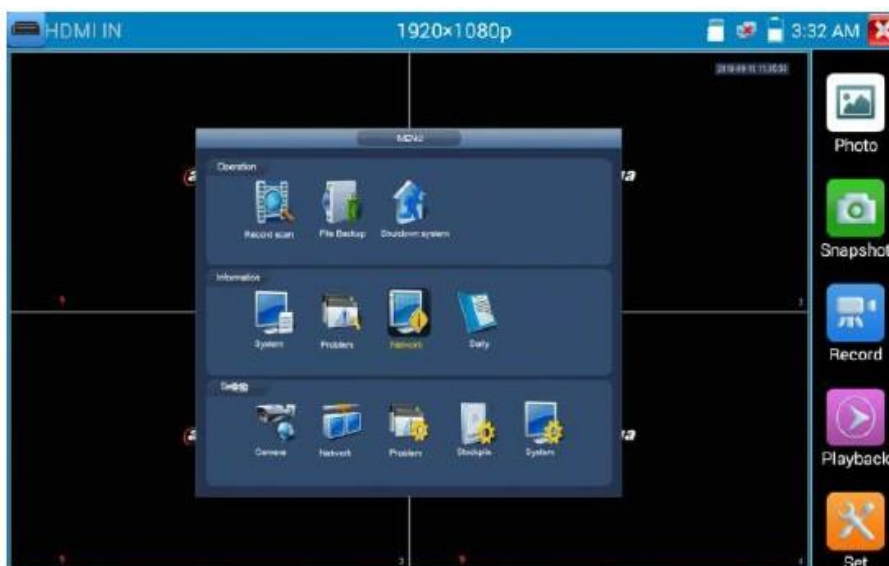 HDMI IN
1920×1080p
3:32 AM
MENU
Operation
Record scan
File Backup
Shutdown system
Information
System
Problem
Network
Daily
Camera
Network
Problem
Stockpile
System
Photo
Snapshot
Record
Playback
Set